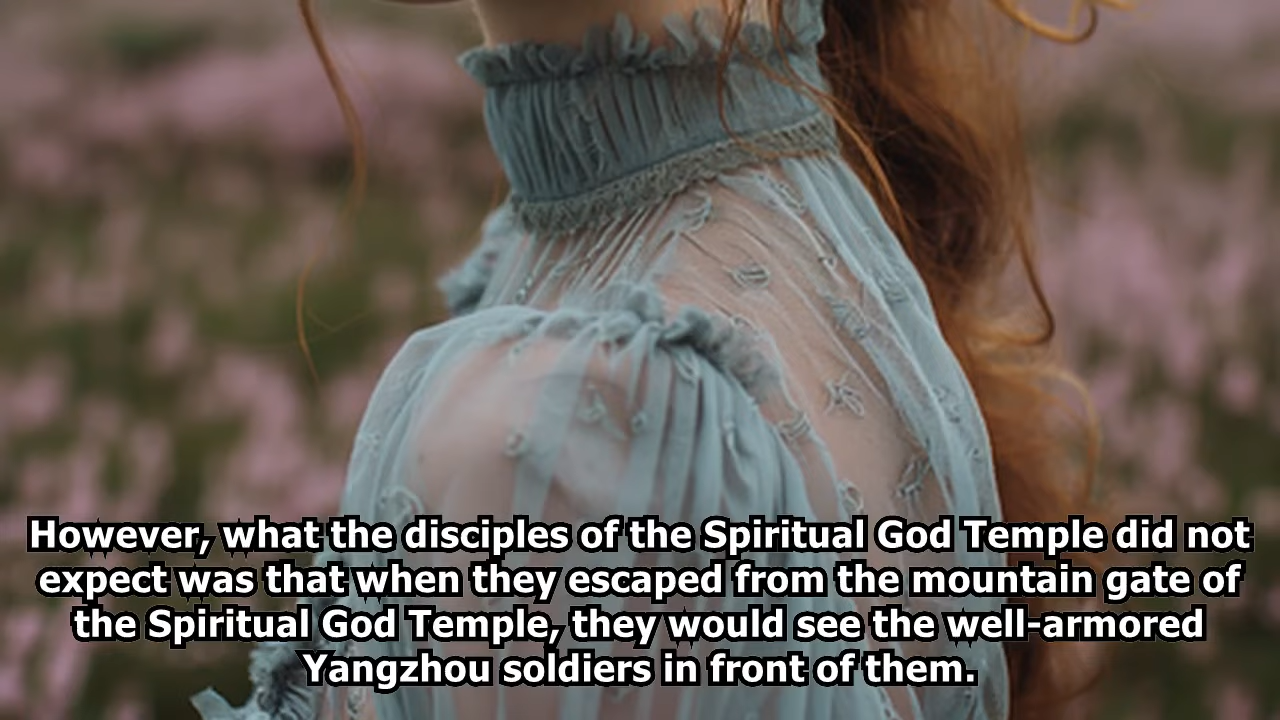 However, what the disciples of the Spiritual God Temple did not
expect was that when they escaped from the mountain gate of
the Spiritual God Temple, they would see the well-armored
Yangzhou soldiers in front of them.